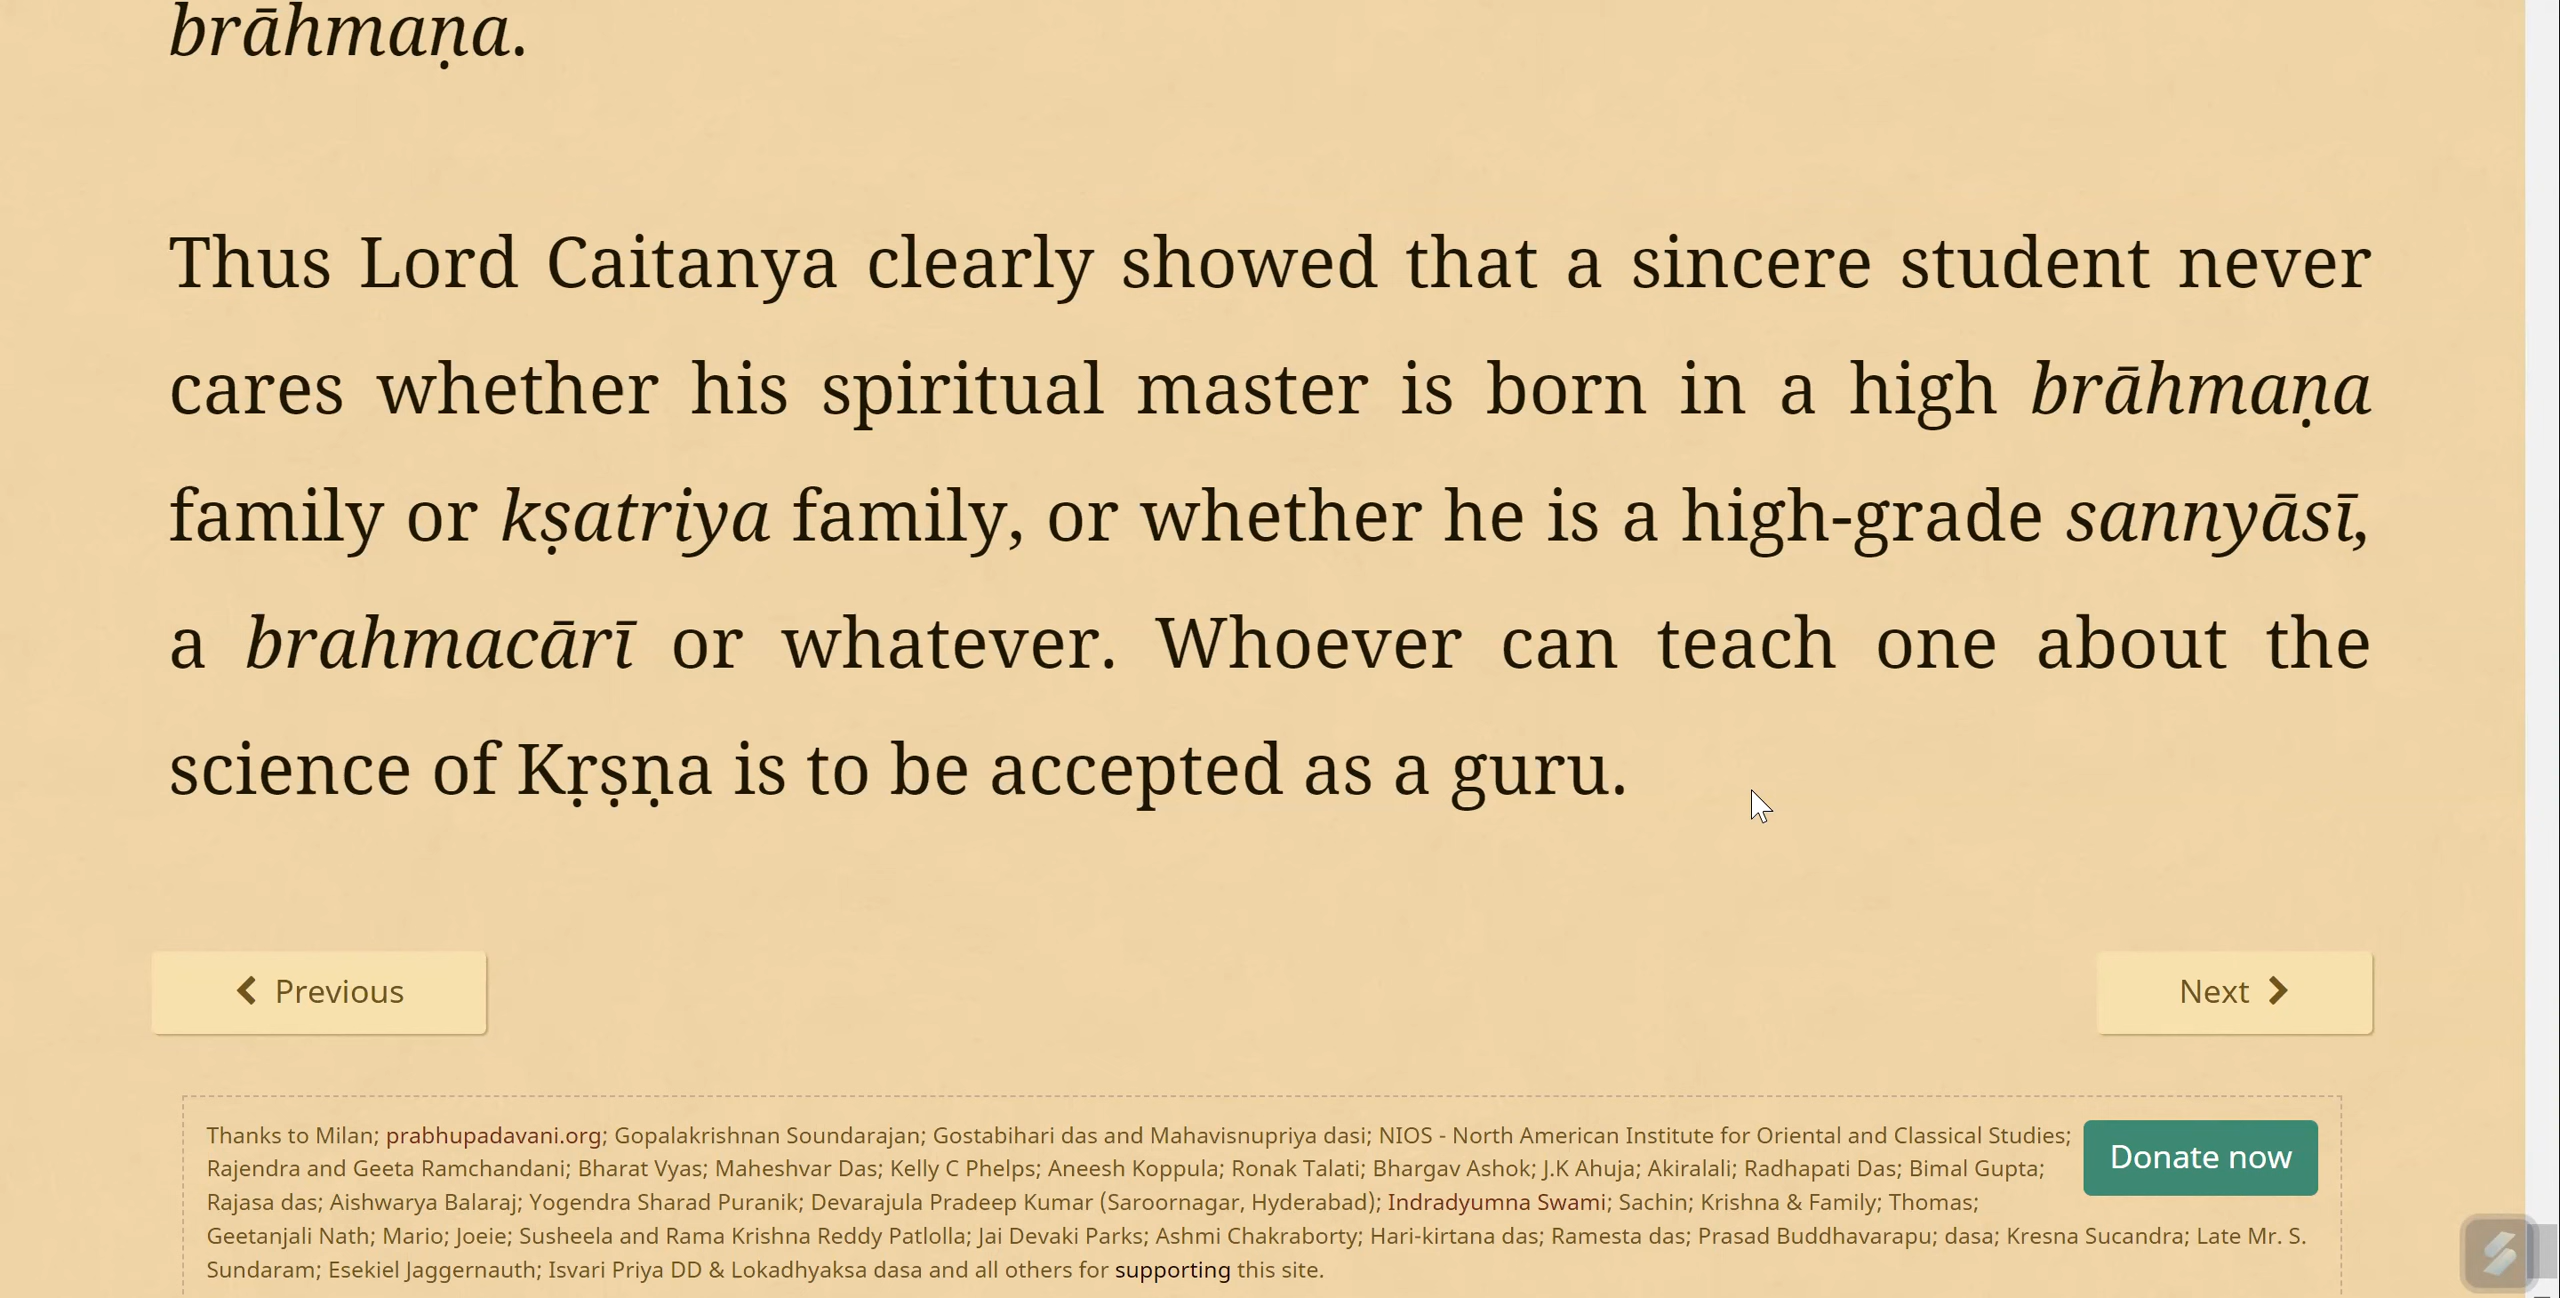 brāhmaṇa.
Thus Lord Caitanya clearly showed that a sincere student never
cares whether his spiritual master is born in a high brāhmaṇa
family or kṣatriya family, or whether he is a high-grade sannyāsī,
a brahmacārī or whatever. Whoever can teach one about the
science of Kṛṣṇa is to be accepted as a guru.
Previous
Next
Thanks to Milan; prabhupadavani.org; Gopalakrishnan Soundarajan; Gostabihari das and Mahavisnupriya dasi; NIOS - North American Institute for Oriental and Classical Studies;
Rajendra and Geeta Ramchandani; Bharat Vyas; Maheshvar Das; Kelly C Phelps; Aneesh Koppula; Ronak Talati; Bhargav Ashok; J.K Ahuja; Akiralali; Radhapati Das; Bimal Gupta;
Rajasa das; Aishwarya Balaraj; Yogendra Sharad Puranik; Devarajula Pradeep Kumar (Saroornagar, Hyderabad); Indradyumna Swami; Sachin; Krishna & Family; Thomas;
Geetanjali Nath; Mario; Joeie; Susheela and Rama Krishna Reddy Patlolla; Jai Devaki Parks; Ashmi Chakraborty; Hari-kirtana das; Ramesta das; Prasad Buddhavarapu; dasa; Kresna Sucandra; Late Mr. S.
Sundaram; Esekiel Jaggernauth; Isvari Priya DD & Lokadhyaksa dasa and all others for supporting this site.
Donate now